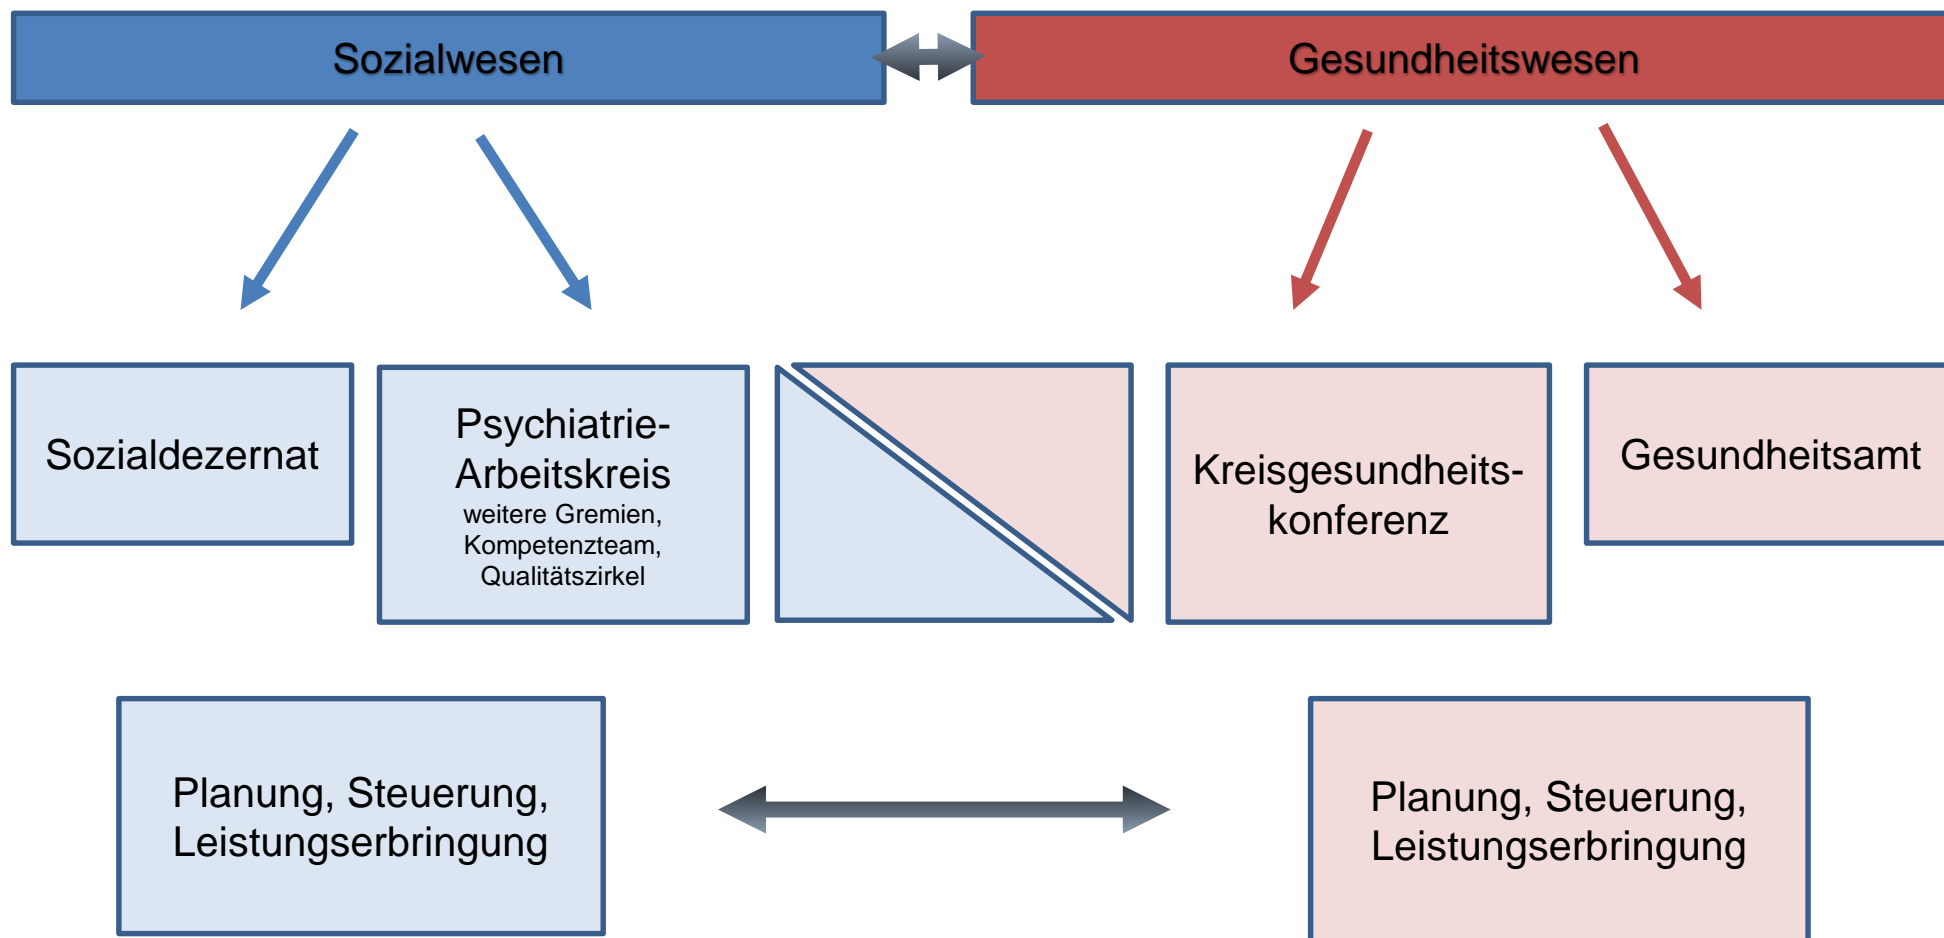 Sozialwesen
Gesundheitswesen
Sozialdezernat
Psychiatrie-
Arbeitskreis
weitere Gremien,
Kompetenzteam,
Qualitätszirkel
Kreisgesundheits-
konferenz
Gesundheitsamt
Planung, Steuerung,
Leistungserbringung
Planung, Steuerung,
Leistungserbringung